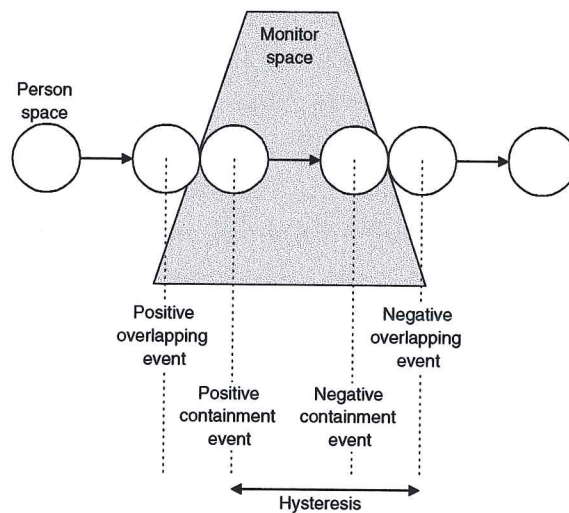 Monitor
space
Person
space
Positive
overlapping
event
Negative
overlapping
event
Positive
containment
event
Negative
containment
event
Hysteresis